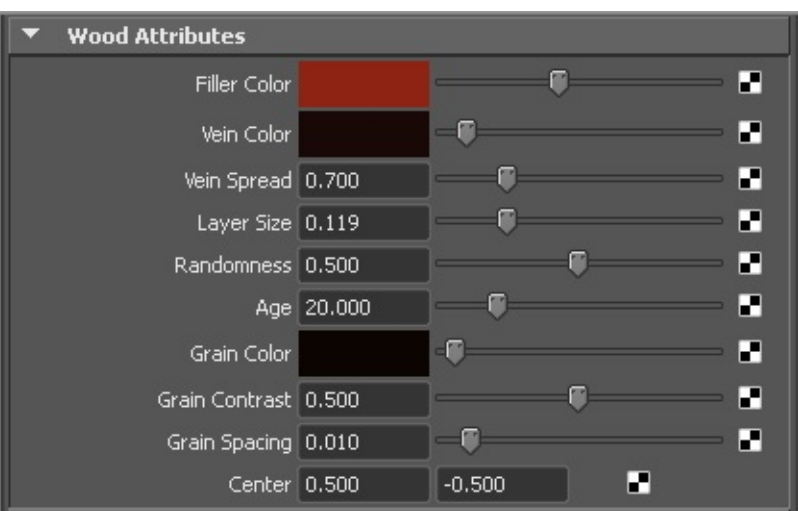 Wood Attributes
Filler Color
Vein Color
Vein Spread 0.700
Layer Size 0.119
Randomness 0.500
Age 20.000
Grain Color
Grain Contrast 0.500
Grain Spacing 0.010
Center 0.500 -0.500